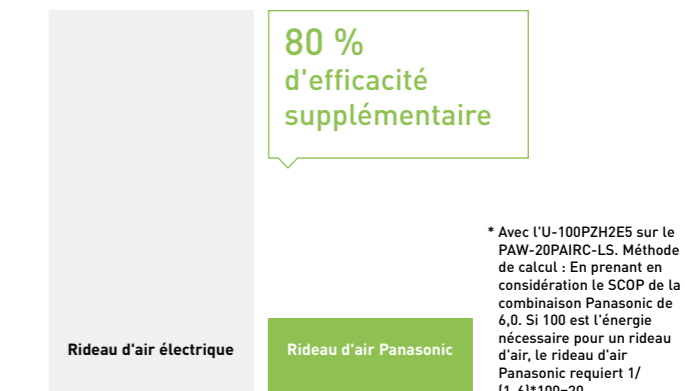 80 %
d'efficacité
supplémentaire
* Avec l'U-100PZH2E5 sur le
PAW-20PAIRC-LS. Méthode
de calcul : En prenant en
considération le SCOP de la
combinaison Panasonic de
6,0. Si 100 est l'énergie
nécessaire pour un rideau
d'air, le rideau d'air
Panasonic requiert 1/
Rideau d'air électrique
Rideau d'air Panasonic